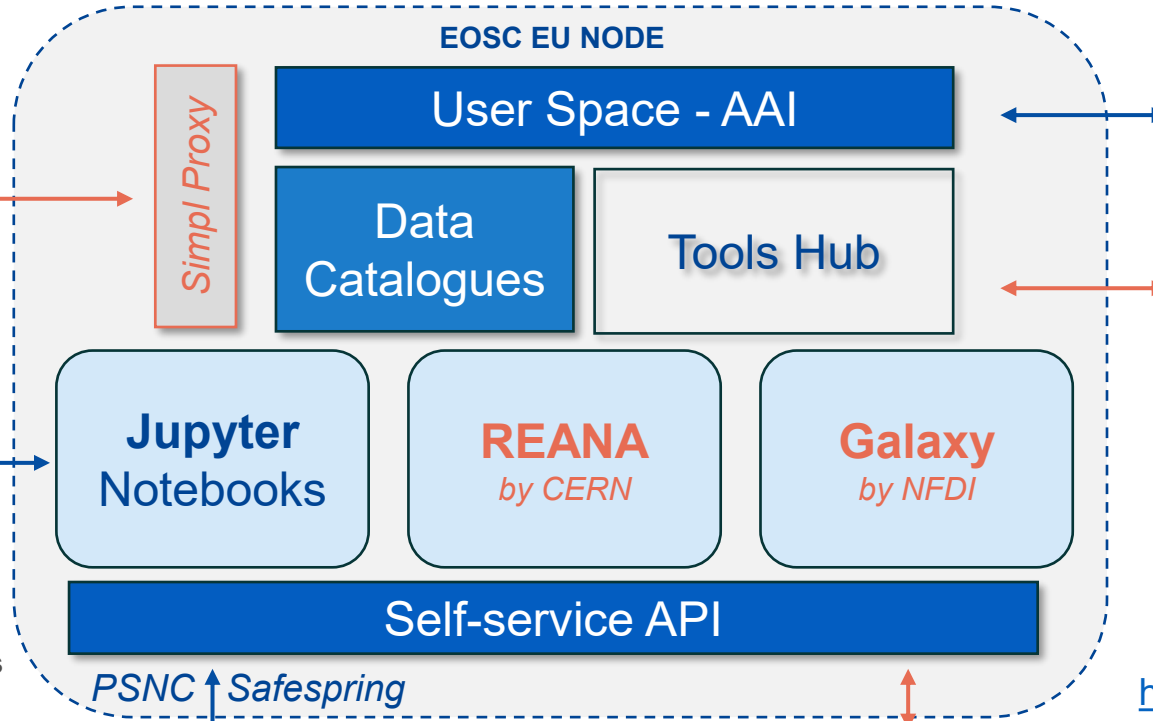 EOSC EU NODE
Simpl Proxy
User Space - AAI
Data
Catalogues
Tools Hub
Jupyter
Notebooks
REANA
by CERN
Galaxy
by NFDI
Self-service API
s
PSNC
Safespring
h